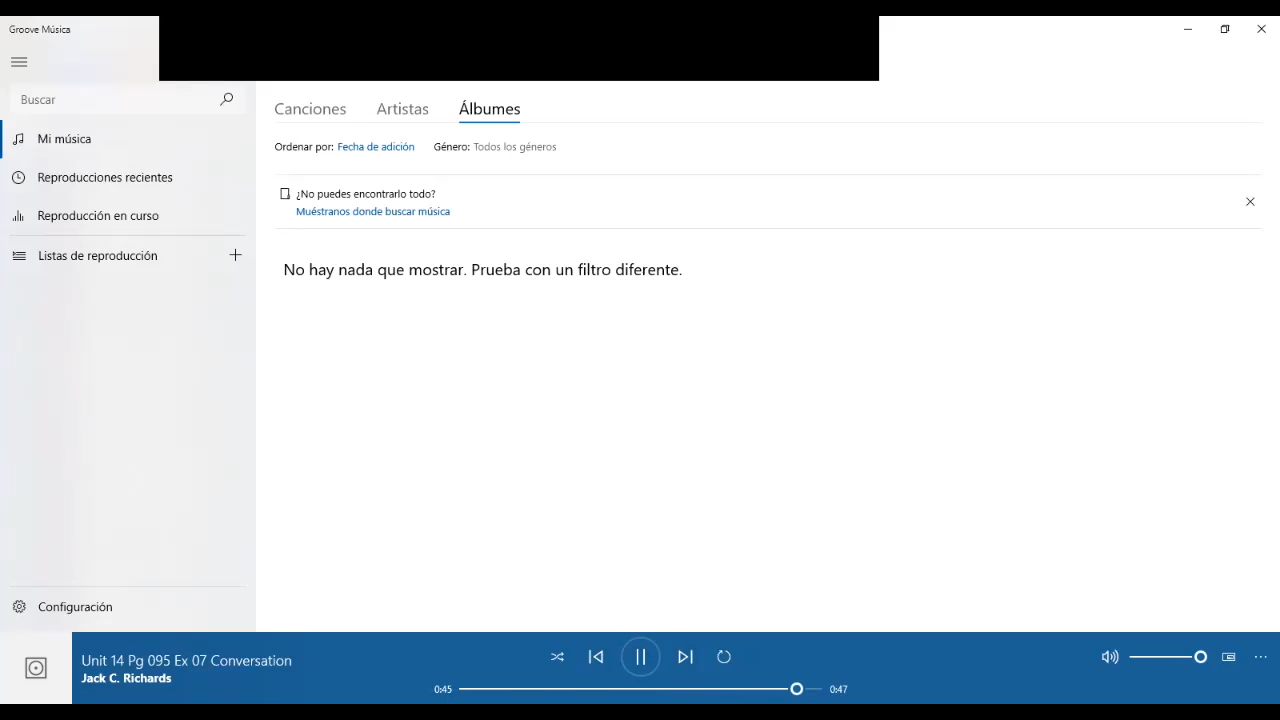 Groove Música
Buscar
Mi música
Reproducciones recientes
Reproducción en curso
Listas de reproducción
Configuración
Canciones Artistas Álbumes
Ordenar por: Fecha de adición Género: Todos los géneros
¿No puedes encontrarlo todo?
Muéstranos donde buscar música
No hay nada que mostrar. Prueba con un filtro diferente.
Unit 14 Pg 095 Ex 07 Conversation
Jack C. Richards
0:45 0:47